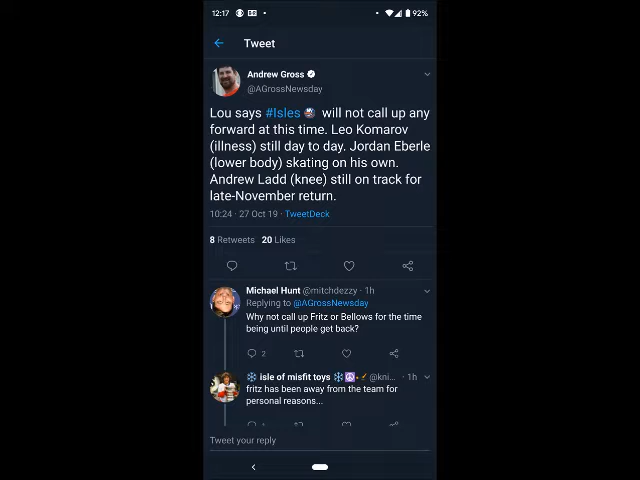 12:17
92%
Tweet
Andrew Gross
@AGrossNewsday
Lou says #Isles will not call up any
forward at this time. Leo Komarov
(illness) still day to day. Jordan Eberle
(lower body) skating on his own.
Andrew Ladd (knee) still on track for
late-November return.
10:24 · 27 Oct 19 · TweetDeck
8 Retweets 20 Likes
Michael Hunt @mitchdezzy · 1h
Replying to @AGrossNewsday
Why not call up Fritz or Bellows for the time
being until people get back?
2
isle of misfit toys @kni... · 1h
fritz has been away from the team for
personal reasons...
Tweet your reply